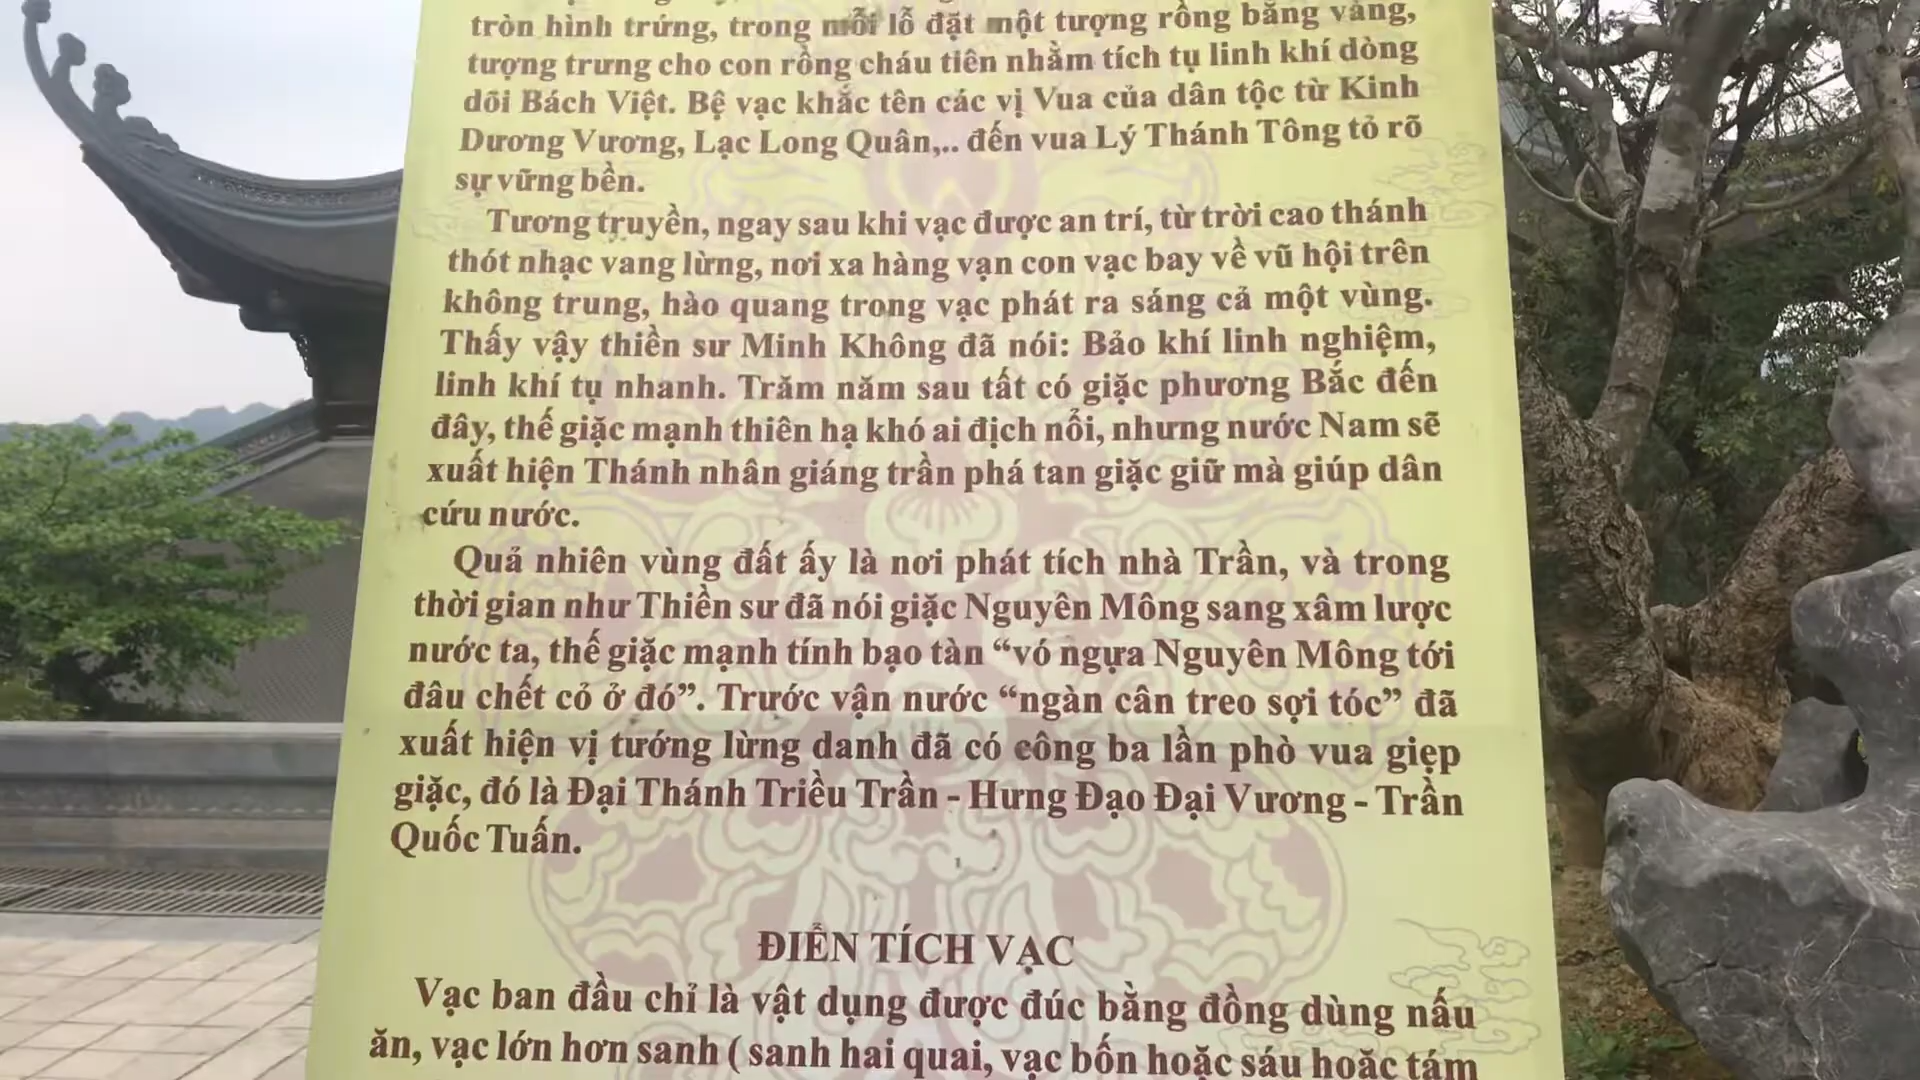 tròn hình trứng, trong mỗi lỗ đặt một tượng rồng bằng vàng,
tượng trưng cho con rồng cháu tiên nhằm tích tụ linh khí dòng
dõi Bách Việt. Bệ vạc khắc tên các vị Vua của dân tộc từ Kinh
Dương Vương, Lạc Long Quân,.. đến vua Lý Thánh Tông tỏ rõ
sự vững bền.
Tương truyền, ngay sau khi vạc được an trí, từ trời cao thánh
thót nhạc vang lừng, nơi xa hàng vạn con vạc bay về vũ hội trên
không trung, hào quang trong vạc phát ra sáng cả một vùng.
Thấy vậy thiền sư Minh Không đã nói: Bảo khí linh nghiệm,
linh khí tụ nhanh. Trăm năm sau tất có giặc phương Bắc đến
đây, thế giặc mạnh thiên hạ khó ai địch nổi, nhưng nước Nam sẽ
xuất hiện Thánh nhân giáng trần phá tan giặc giữ mà giúp dân
cứu nước.
Quả nhiên vùng đất ấy là nơi phát tích nhà Trần, và trong
thời gian như Thiền sư đã nói giặc Nguyên Mông sang xâm lược
nước ta, thế giặc mạnh tính bạo tàn “vó ngựa Nguyên Mông tới
đâu chết cỏ ở đó”. Trước vận nước “ngàn cân treo sợi tóc” đã
xuất hiện vị tướng lừng danh đã có công ba lần phò vua giẹp
giặc, đó là Đại Thánh Triều Trần - Hưng Đạo Đại Vương - Trần
Quốc Tuấn.
ĐIỂN TÍCH VẠC
Vạc ban đầu chỉ là vật dụng được đúc bằng đồng dùng nấu
ăn, vạc lớn hơn sanh ( sanh hai quai, vạc bốn hoặc sáu hoặc tám